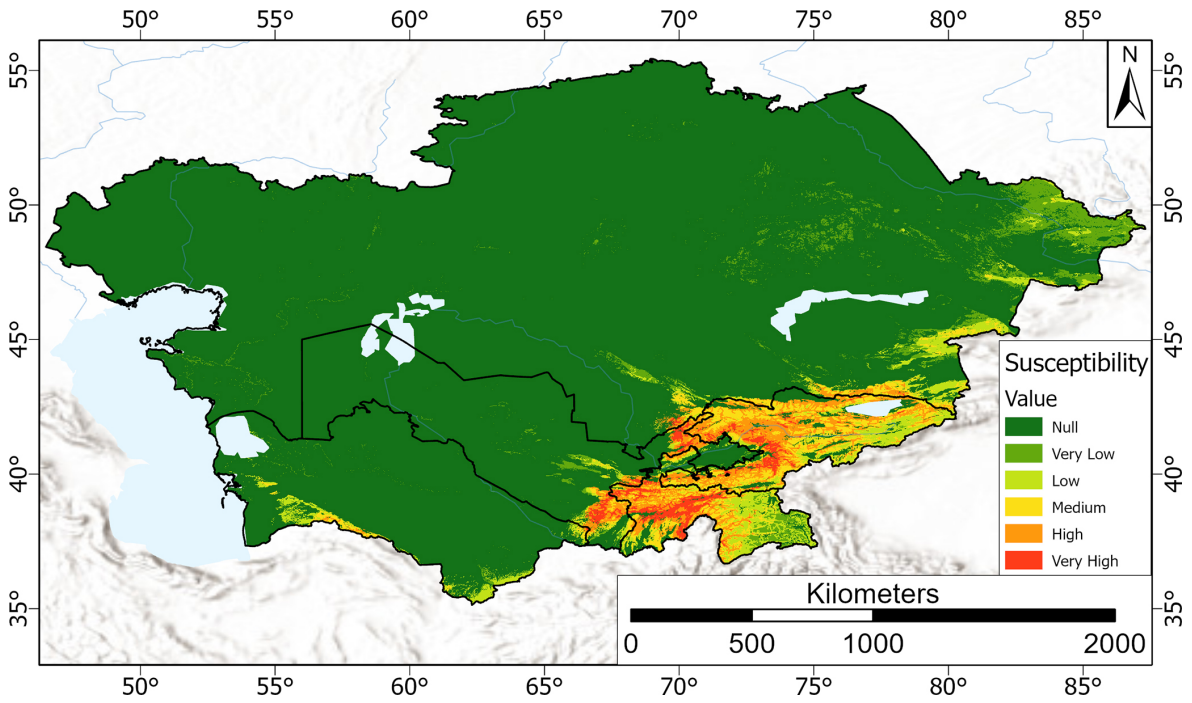 50° 55° 60° 65° 70° 75° 80° 85°
55° 55°
N
50° 50°
45° 45°
Susceptibility
Value
Null
Very Low
Low
Medium
High
Very High
40° 40°
35° 35°
Kilometers
0 500 1000 2000
50° 55° 60° 65° 70° 75° 80° 85°